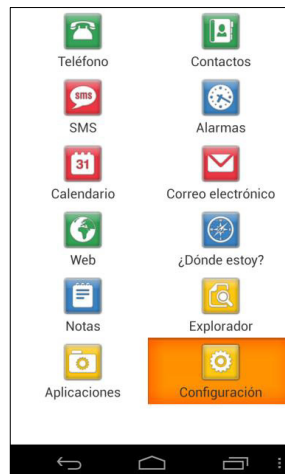 Teléfono
Contactos
sms
SMS
Alarmas
31
Calendario
Correo electrónico
Web
¿Dónde estoy?
Notas
Explorador
Aplicaciones
Configuración